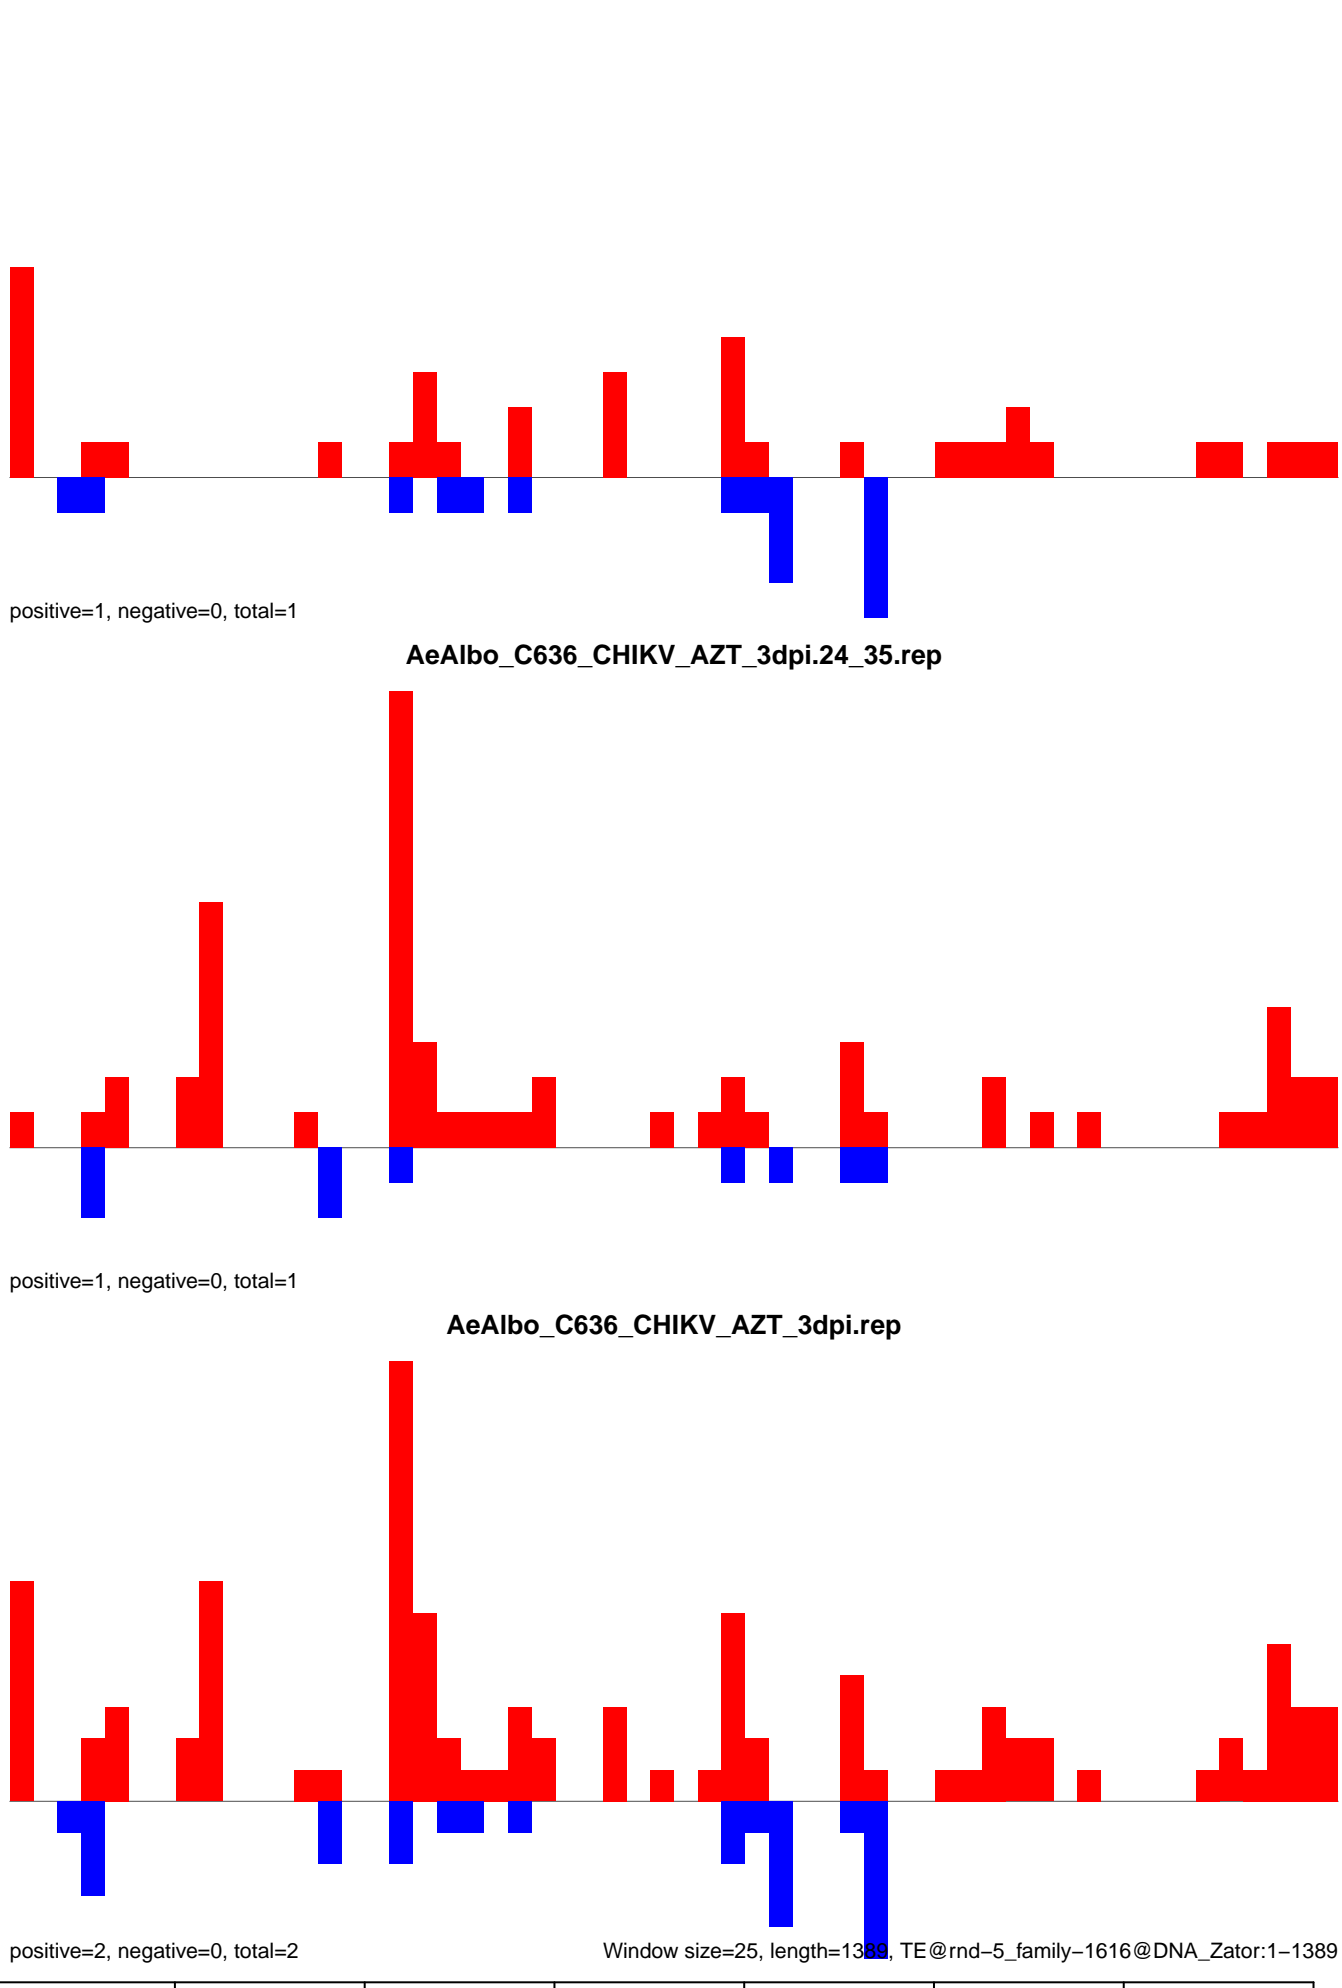 positive=1, negative=0, total=1
AeAlbo_C636_CHIKV_AZT_3dpi.24_35.rep
positive=1, negative=0, total=1
AeAlbo_C636_CHIKV_AZT_3dpi.rep
positive=2, negative=0, total=2
Window size=25, length=1389, TE@rnd−5_family−1616@DNA_Zator:1−1389